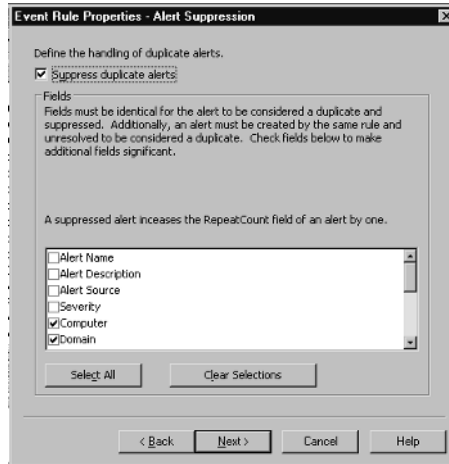 Event Rule Properties - Alert Suppression
Define the handling of duplicate alerts.
Suppress duplicate alerts
Fields
Fields must be identical for the alert to be considered a duplicate and
suppressed. Additionally, an alert must be created by the same rule and
unresolved to be considered a duplicate. Check fields below to make
additional fields significant.
A suppressed alert inceases the RepeatCount field of an alert by one.
Alert Name
Alert Description
Alert Source
Severity
Computer
Domain
Select All
Clear Selections
< Back
Next >
Cancel
Help